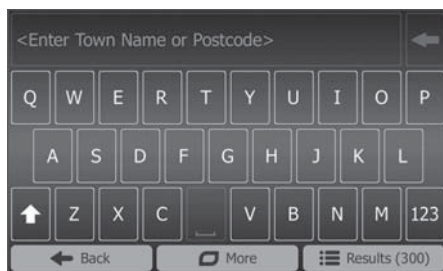 <Enter Town Name or Postcode>
Q W E R T Y U I O P
A S D F G H J K L
Z X C V B N M 123
Back More Results (300)